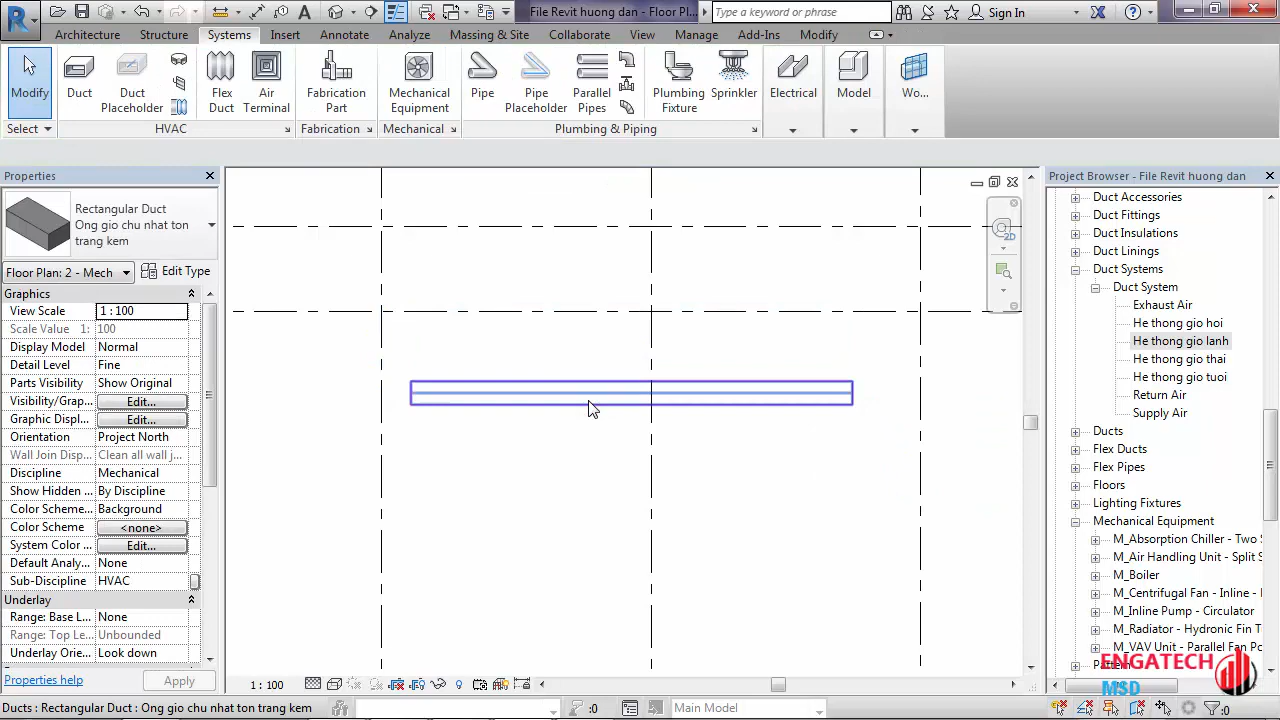 File Revit huong dan - Floor Pl...
Type a keyword or phrase
Sign In
Architecture Structure Systems Insert Annotate Analyze Massing & Site Collaborate View Manage Add-Ins Modify
Modify
Duct
Duct Placeholder
Flex Duct
Air Terminal
Fabrication Part
Mechanical Equipment
Pipe
Pipe Placeholder
Parallel Pipes
Plumbing Fixture
Sprinkler
Electrical
Model
Wo...
Select HVAC Fabrication Mechanical Plumbing & Piping
Properties
Rectangular Duct
Ong gio chu nhat ton
trang kem
Floor Plan: 2 - Mech Edit Type
Graphics
View Scale 1 : 100
Scale Value 1: 100
Display Model Normal
Detail Level Fine
Parts Visibility Show Original
Visibility/Grap... Edit...
Graphic Displ... Edit...
Orientation Project North
Wall Join Disp... Clean all wall j...
Discipline Mechanical
Show Hidden ... By Discipline
Color Scheme... Background
Color Scheme <none>
System Color ... Edit...
Default Analy... None
Sub-Discipline HVAC
Underlay
Range: Base L... None
Range: Top Le... Unbounded
Underlay Orie... Look down
Properties help Apply
2D
Project Browser - File Revit huong dan
Duct Accessories
Duct Fittings
Duct Insulations
Duct Linings
Duct Systems
Duct System
Exhaust Air
He thong gio hoi
He thong gio lanh
He thong gio thai
He thong gio tuoi
Return Air
Supply Air
Ducts
Flex Ducts
Flex Pipes
Floors
Lighting Fixtures
Mechanical Equipment
M_Absorption Chiller - Two S
M_Air Handling Unit - Split S
M_Boiler
M_Centrifugal Fan - Inline -
M_Inline Pump - Circulator
M_Radiator - Hydronic Fin T
M_VAV Unit - Parallel Fan Po
ENGATECH
MSD
1 : 100
Ducts : Rectangular Duct : Ong gio chu nhat ton trang kem
:0
Main Model
:0